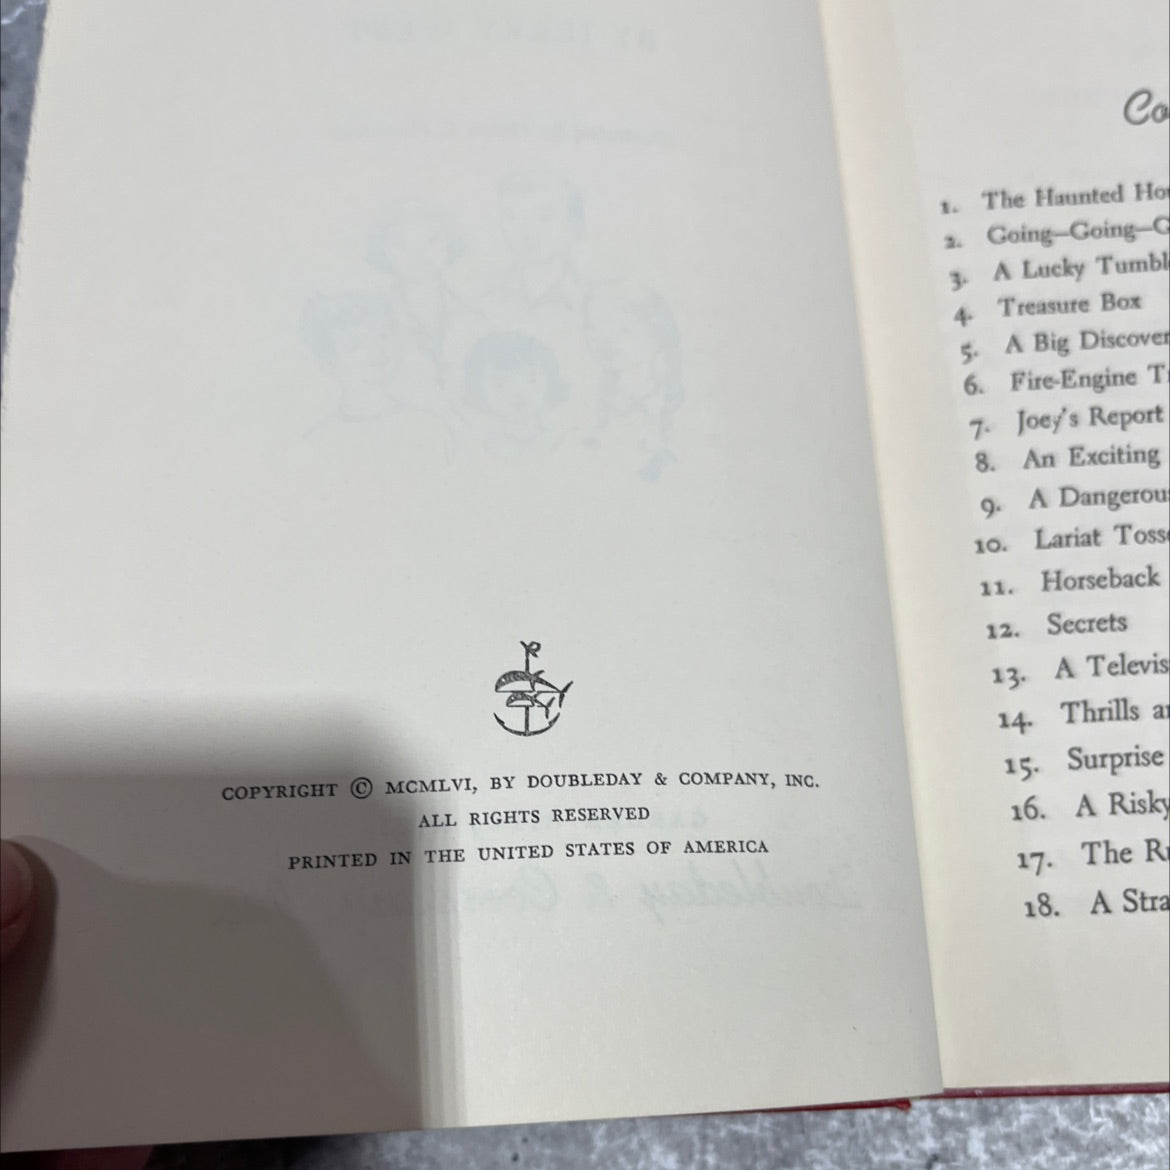 COPYRIGHT © MCMLVI, BY DOUBLEDAY & COMPANY, INC.
ALL RIGHTS RESERVED
PRINTED IN THE UNITED STATES OF AMERICA
Co
1. The Haunted Hou
2. Going—Going—G
3. A Lucky Tumbl
4. Treasure Box
5. A Big Discover
6. Fire-Engine T
7. Joey's Report
8. An Exciting
9. A Dangerou
10. Lariat Toss
11. Horseback
12. Secrets
13. A Televis
14. Thrills a
15. Surprise
16. A Risky
17. The R
18. A Stra